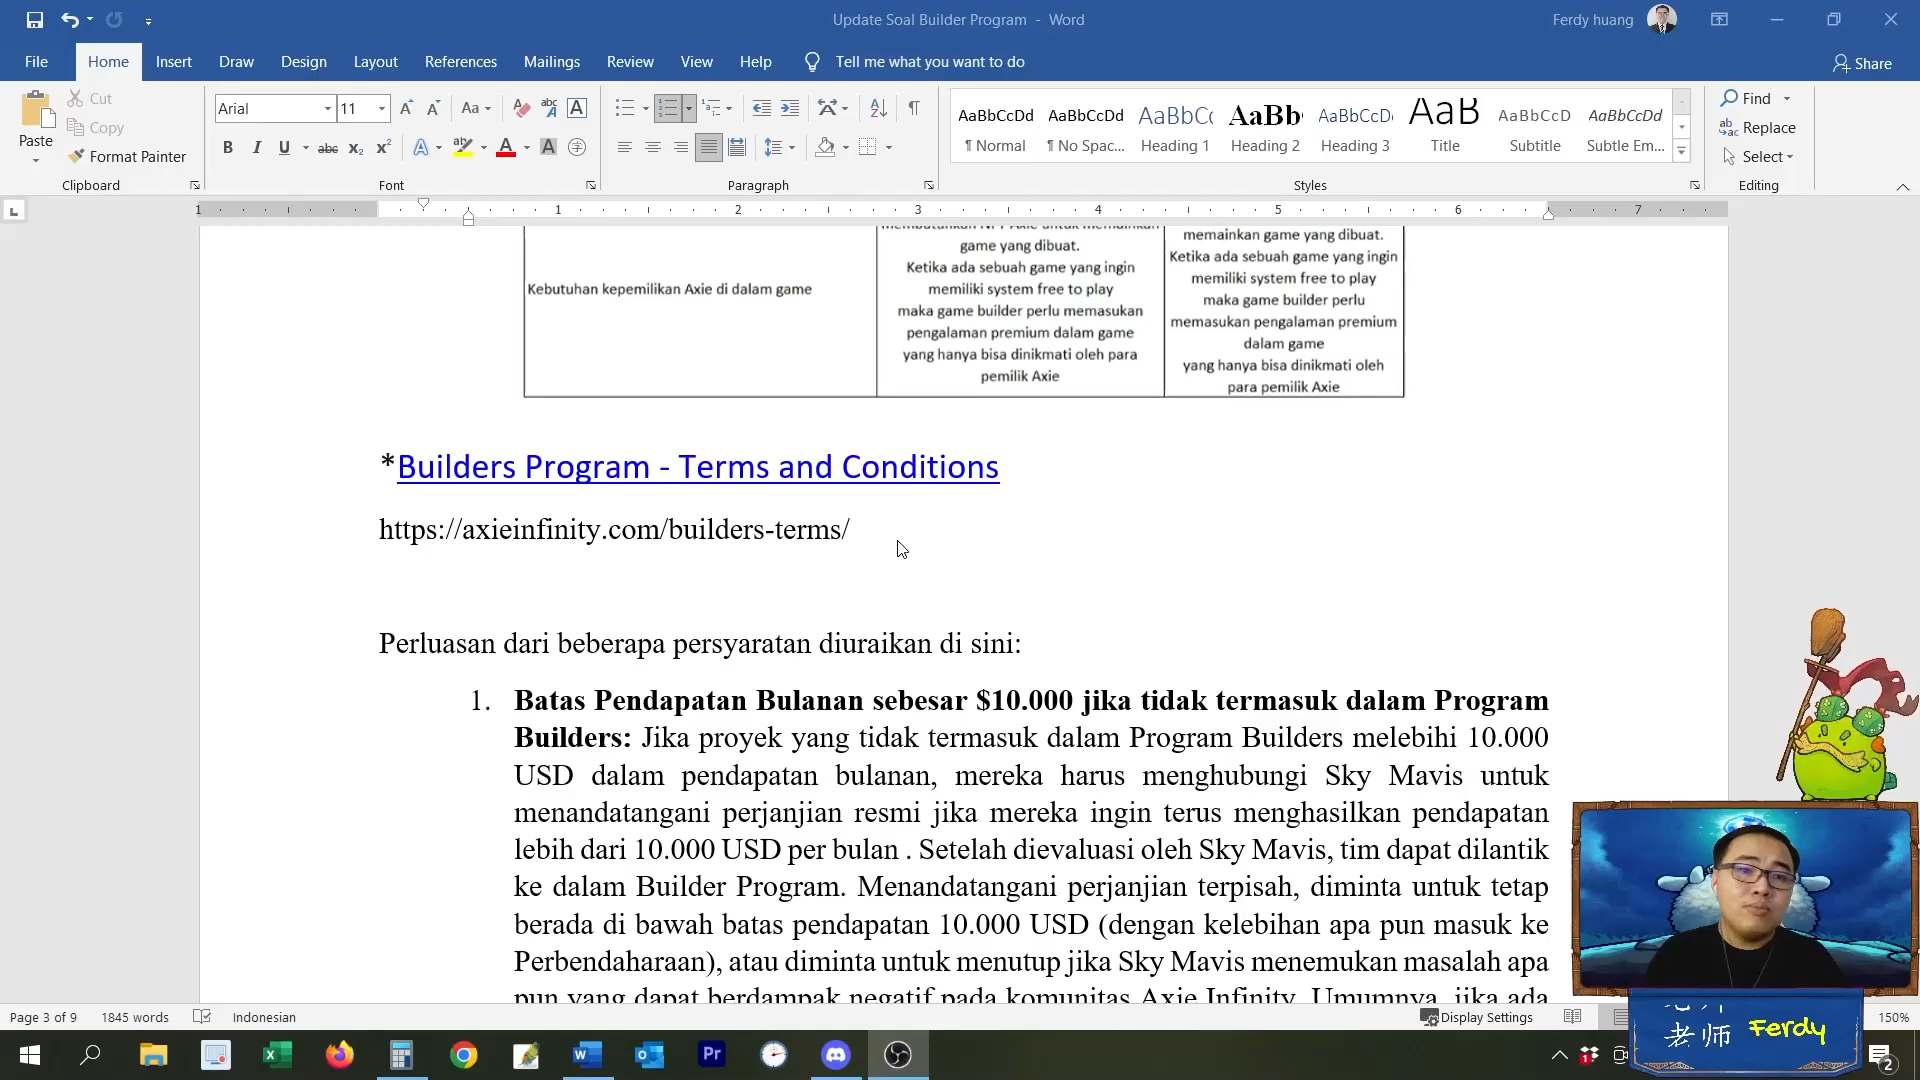 Update Soal Builder Program - Word
Ferdy huang
File Home Insert Draw Design Layout References Mailings Review View Help Tell me what you want to do
Share
Paste
Cut
Copy
Format Painter
Clipboard
Arial 11
Font
Paragraph
AaBbCcDd AaBbCcDd AaBbCc AaBb AaBbCcD AaB AaBbCcD AaBbCcDd
¶ Normal ¶ No Spac... Heading 1 Heading 2 Heading 3 Title Subtitle Subtle Em...
Styles
Find
Replace
Select
Editing
1 1 2 3 4 5 6 7
Kebutuhan kepemilikan Axie di dalam game
membutuhkan NFT Axie untuk memainkan
game yang dibuat.
Ketika ada sebuah game yang ingin
memiliki system free to play
maka game builder perlu memasukan
pengalaman premium dalam game
yang hanya bisa dinikmati oleh para
pemilik Axie
memainkan game yang dibuat.
Ketika ada sebuah game yang ingin
memiliki system free to play
maka game builder perlu
memasukan pengalaman premium
dalam game
yang hanya bisa dinikmati oleh
para pemilik Axie
*Builders Program - Terms and Conditions
https://axieinfinity.com/builders-terms/
Perluasan dari beberapa persyaratan diuraikan di sini:
1. Batas Pendapatan Bulanan sebesar $10.000 jika tidak termasuk dalam Program
Builders: Jika proyek yang tidak termasuk dalam Program Builders melebihi 10.000
USD dalam pendapatan bulanan, mereka harus menghubungi Sky Mavis untuk
menandatangani perjanjian resmi jika mereka ingin terus menghasilkan pendapatan
lebih dari 10.000 USD per bulan . Setelah dievaluasi oleh Sky Mavis, tim dapat dilantik
ke dalam Builder Program. Menandatangani perjanjian terpisah, diminta untuk tetap
berada di bawah batas pendapatan 10.000 USD (dengan kelebihan apa pun masuk ke
Perbendaharaan), atau diminta untuk menutup jika Sky Mavis menemukan masalah apa
pun yang dapat berdampak negatif pada komunitas Axie Infinity. Umumnya, jika ada
老师 Ferdy
Page 3 of 9 1845 words Indonesian Display Settings 150%